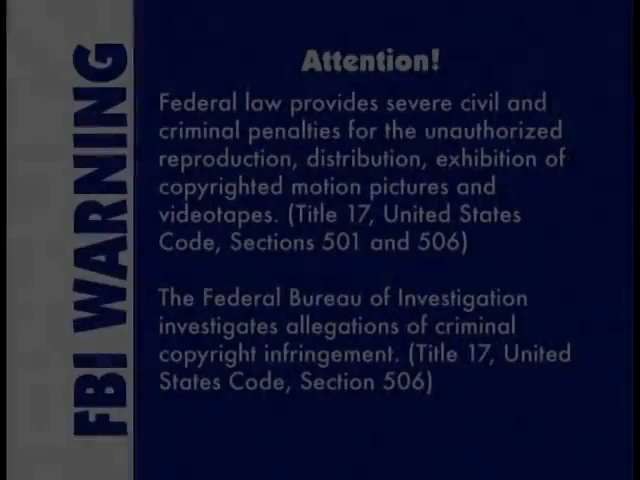 FBI WARNING
Attention!
Federal law provides severe civil and
criminal penalties for the unauthorized
reproduction, distribution, exhibition of
copyrighted motion pictures and
videotapes. (Title 17, United States
Code, Sections 501 and 506)
The Federal Bureau of Investigation
investigates allegations of criminal
copyright infringement. (Title 17, United
States Code, Section 506)